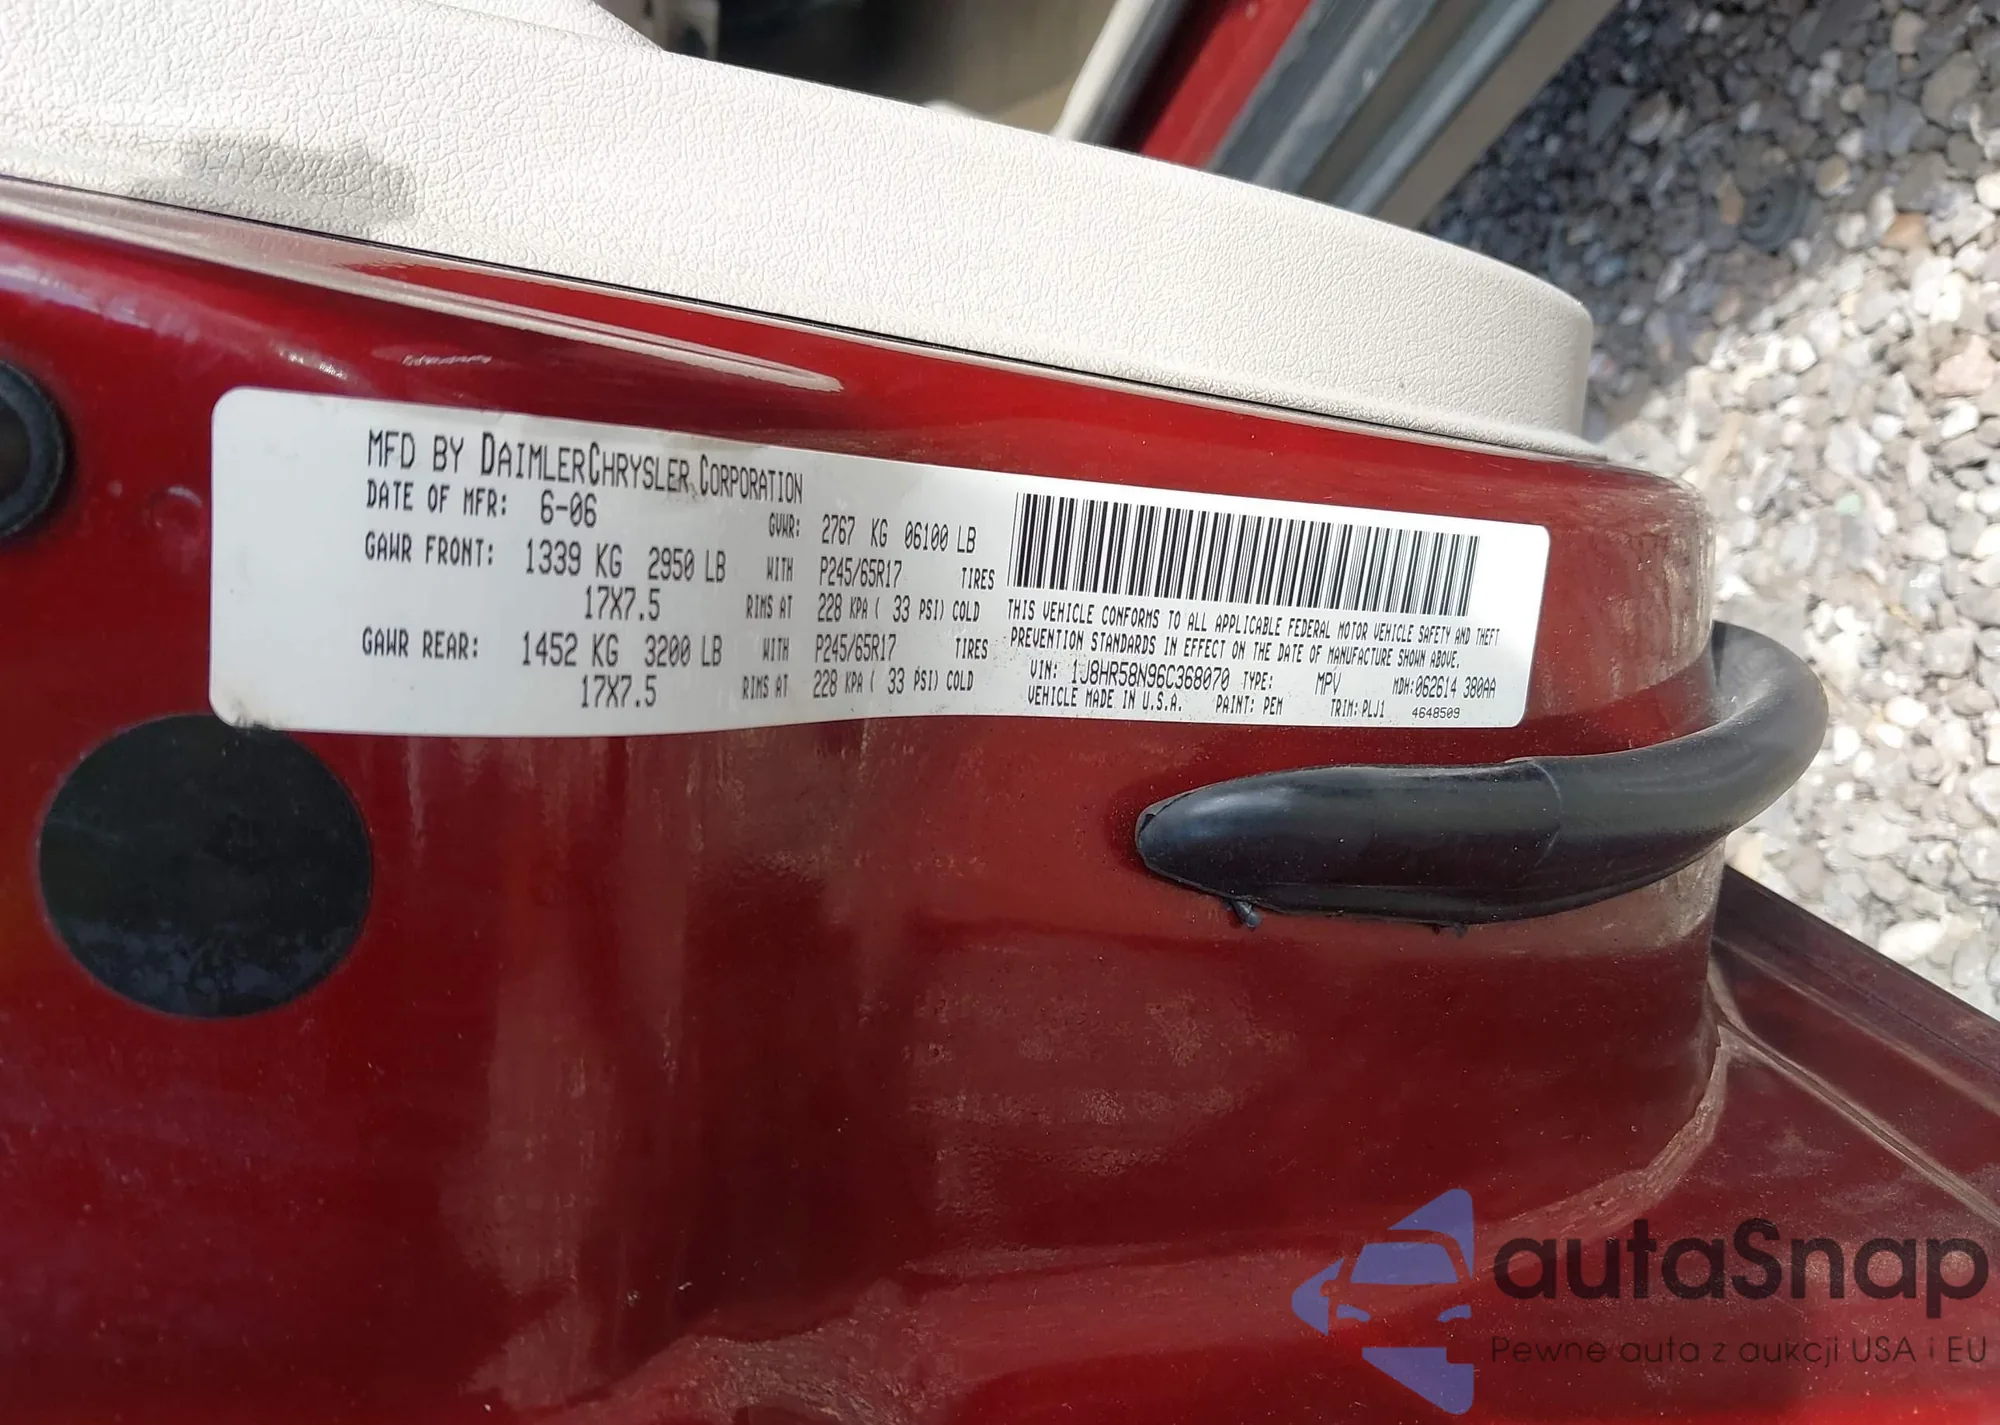 MFD BY DAIMLERCHRYSLER CORPORATION
DATE OF MFR: 6-06 GVWR: 2767 KG 06100 LB
GAWR FRONT: 1339 KG 2950 LB WITH P245/65R17 TIRES
17X7.5 RIMS AT 228 KPA ( 33 PSI) COLD
GAWR REAR: 1452 KG 3200 LB WITH P245/65R17 TIRES
17X7.5 RIMS AT 228 KPA ( 33 PSI) COLD
THIS VEHICLE CONFORMS TO ALL APPLICABLE FEDERAL MOTOR VEHICLE SAFETY AND THEFT
PREVENTION STANDARDS IN EFFECT ON THE DATE OF MANUFACTURE SHOWN ABOVE.
VIN: 1J8HR58N96C368070 TYPE: MPV MDH:062614 380AA
VEHICLE MADE IN U.S.A. PAINT: PEM TRIM: PLJ1 4648509
autaSnap
Pewne auta z aukcji USA i EU